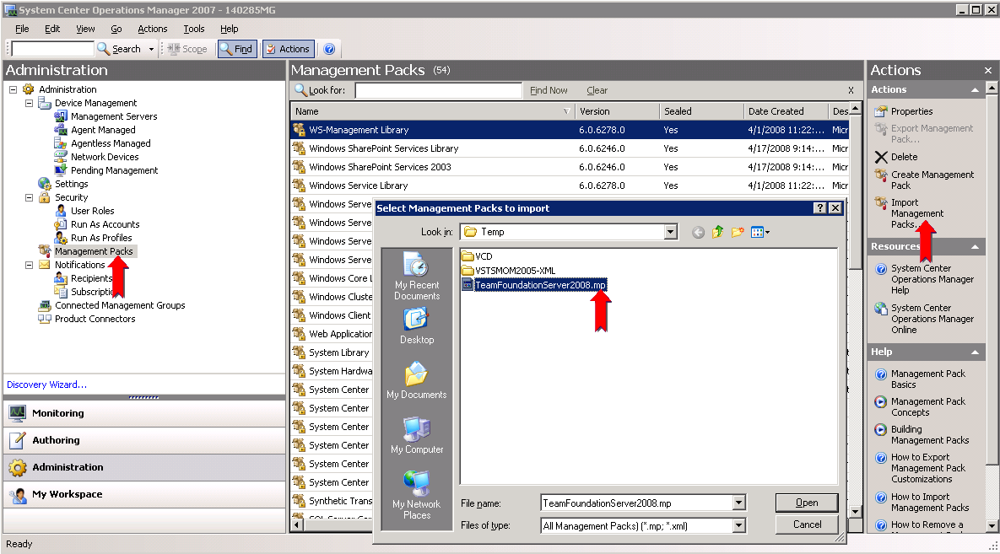 System Center Operations Manager 2007 - 140285MG
File Edit View Go Actions Tools Help
Search Scope Find Actions
Administration
Administration
Device Management
Management Servers
Agent Managed
Agentless Managed
Network Devices
Pending Management
Settings
Security
User Roles
Run As Accounts
Run As Profiles
Management Packs
Notifications
Recipients
Subscriptio
Connected Management Groups
Product Connectors
Discovery Wizard...
Monitoring
Authoring
Administration
My Workspace
Ready
Management Packs (54)
Look for: Find Now Clear X
Name Version Sealed Date Created Des
WS-Management Library 6.0.6278.0 Yes 4/1/2008 11:22:... Micr
Windows SharePoint Services Library 6.0.6246.0 Yes 4/17/2008 9:14:... Micr
Windows SharePoint Services 2003 6.0.6246.0 Yes 4/17/2008 9:14:... Micr
Windows Service Library 6.0.6278.0 Yes 4/1/2008 11:22:... Micr
Windows Serve
Windows Serve
Windows Serve
Windows Serve
Windows Core L
Windows Cluste
Windows Client
Web Application
System Library
System Hardwa
System Center
System Center
System Center
System Center
System Center
System Center
Synthetic Trans
Select Management Packs to import
Look in: Temp
My Recent
Documents
Desktop
My Documents
My Computer
My Network
Places
VCD
VSTSMOM2005-XML
TeamFoundationServer2008.mp
File name: TeamFoundationServer2008.mp Open
Files of type: All Management Packs) (*.mp; *.xml) Cancel
Actions
Actions
Properties
Export Management
Pack...
Delete
Create Management
Pack
Import
Management
Packs...
Resources
System Center
Operations Manager
Help
System Center
Operations Manager
Online
Help
Management Pack
Basics
Management Pack
Concepts
Building
Management Packs
How to Export
Management Pack
Customizations
How to Import
Management Packs
How to Remove a